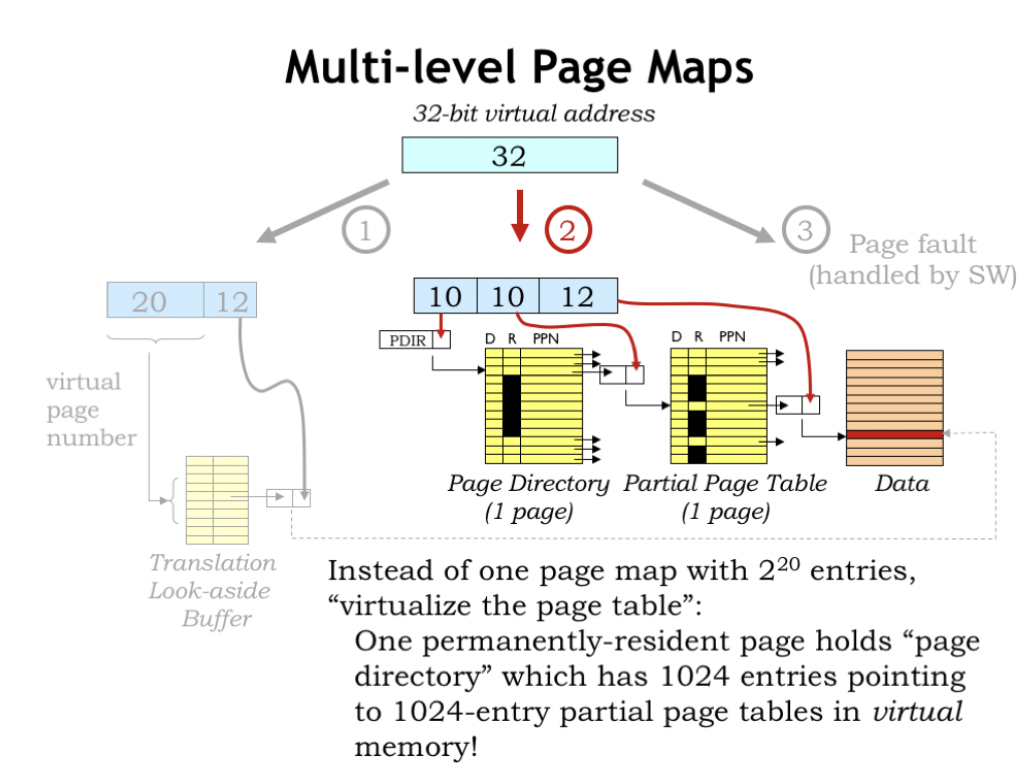 Multi-level Page Maps
32-bit virtual address
32
1
2
3
Page fault
(handled by SW)
20 12
10 10 12
PDIR
D R PPN
D R PPN
virtual
page
number
Page Directory
(1 page)
Partial Page Table
(1 page)
Data
Translation
Look-aside
Buffer
Instead of one page map with 2²⁰ entries,
“virtualize the page table”:
One permanently-resident page holds “page
directory” which has 1024 entries pointing
to 1024-entry partial page tables in virtual
memory!